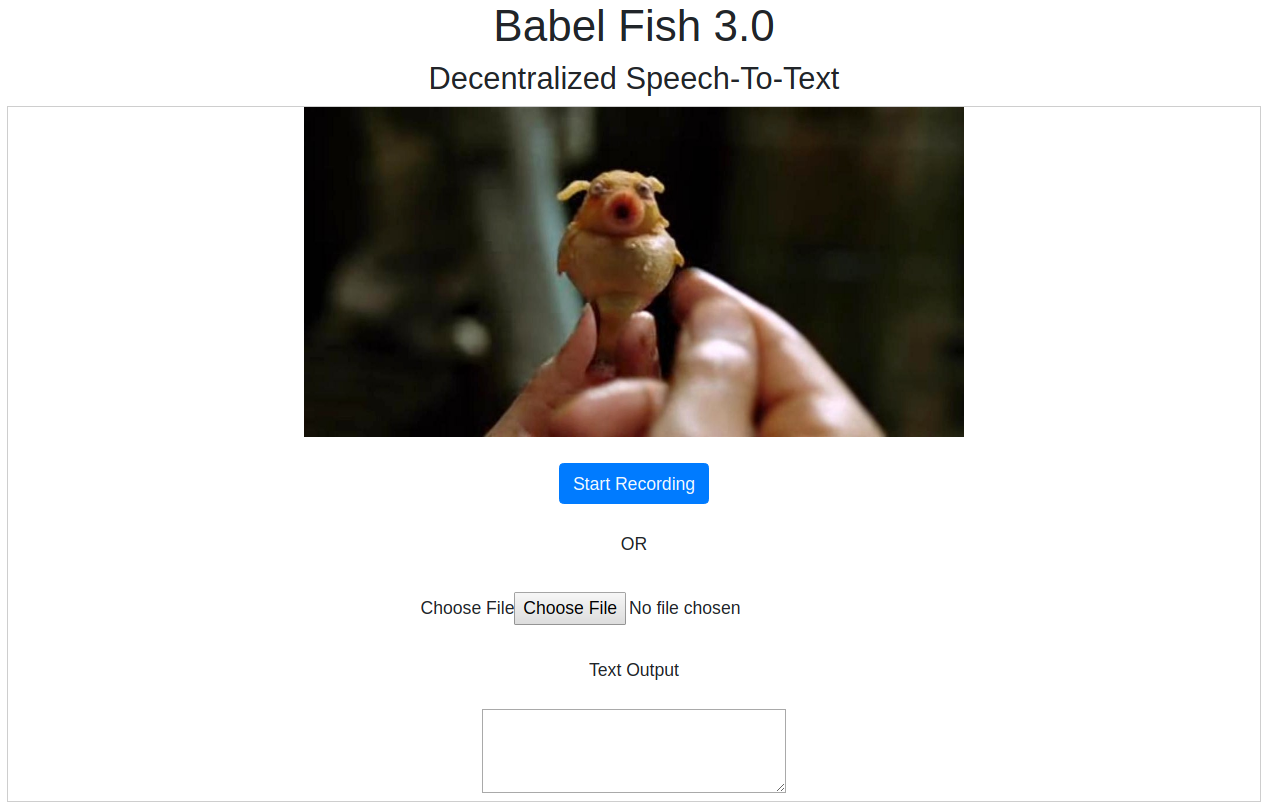 Babel Fish 3.0
Decentralized Speech-To-Text
Start Recording
OR
Choose File Choose File No file chosen
Text Output